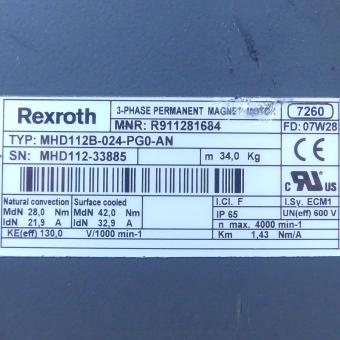 Rexroth 3-PHASE PERMANENT MAGNET MOTOR 7260
MNR: R911281684 FD: 07W28
TYP: MHD112B-024-PG0-AN
SN: MHD112-33885 m 34,0 Kg
Natural convection Surface cooled I.Cl. F I.Sy. ECM1
MdN 28,0 Nm MdN 42,0 Nm IP 65 UN(eff) 600 V
IdN 21,9 A IdN 32,9 A n max. 4000 min-1
KE(eff) 130,0 V/1000 min-1 Km 1,43 Nm/A
C RU US